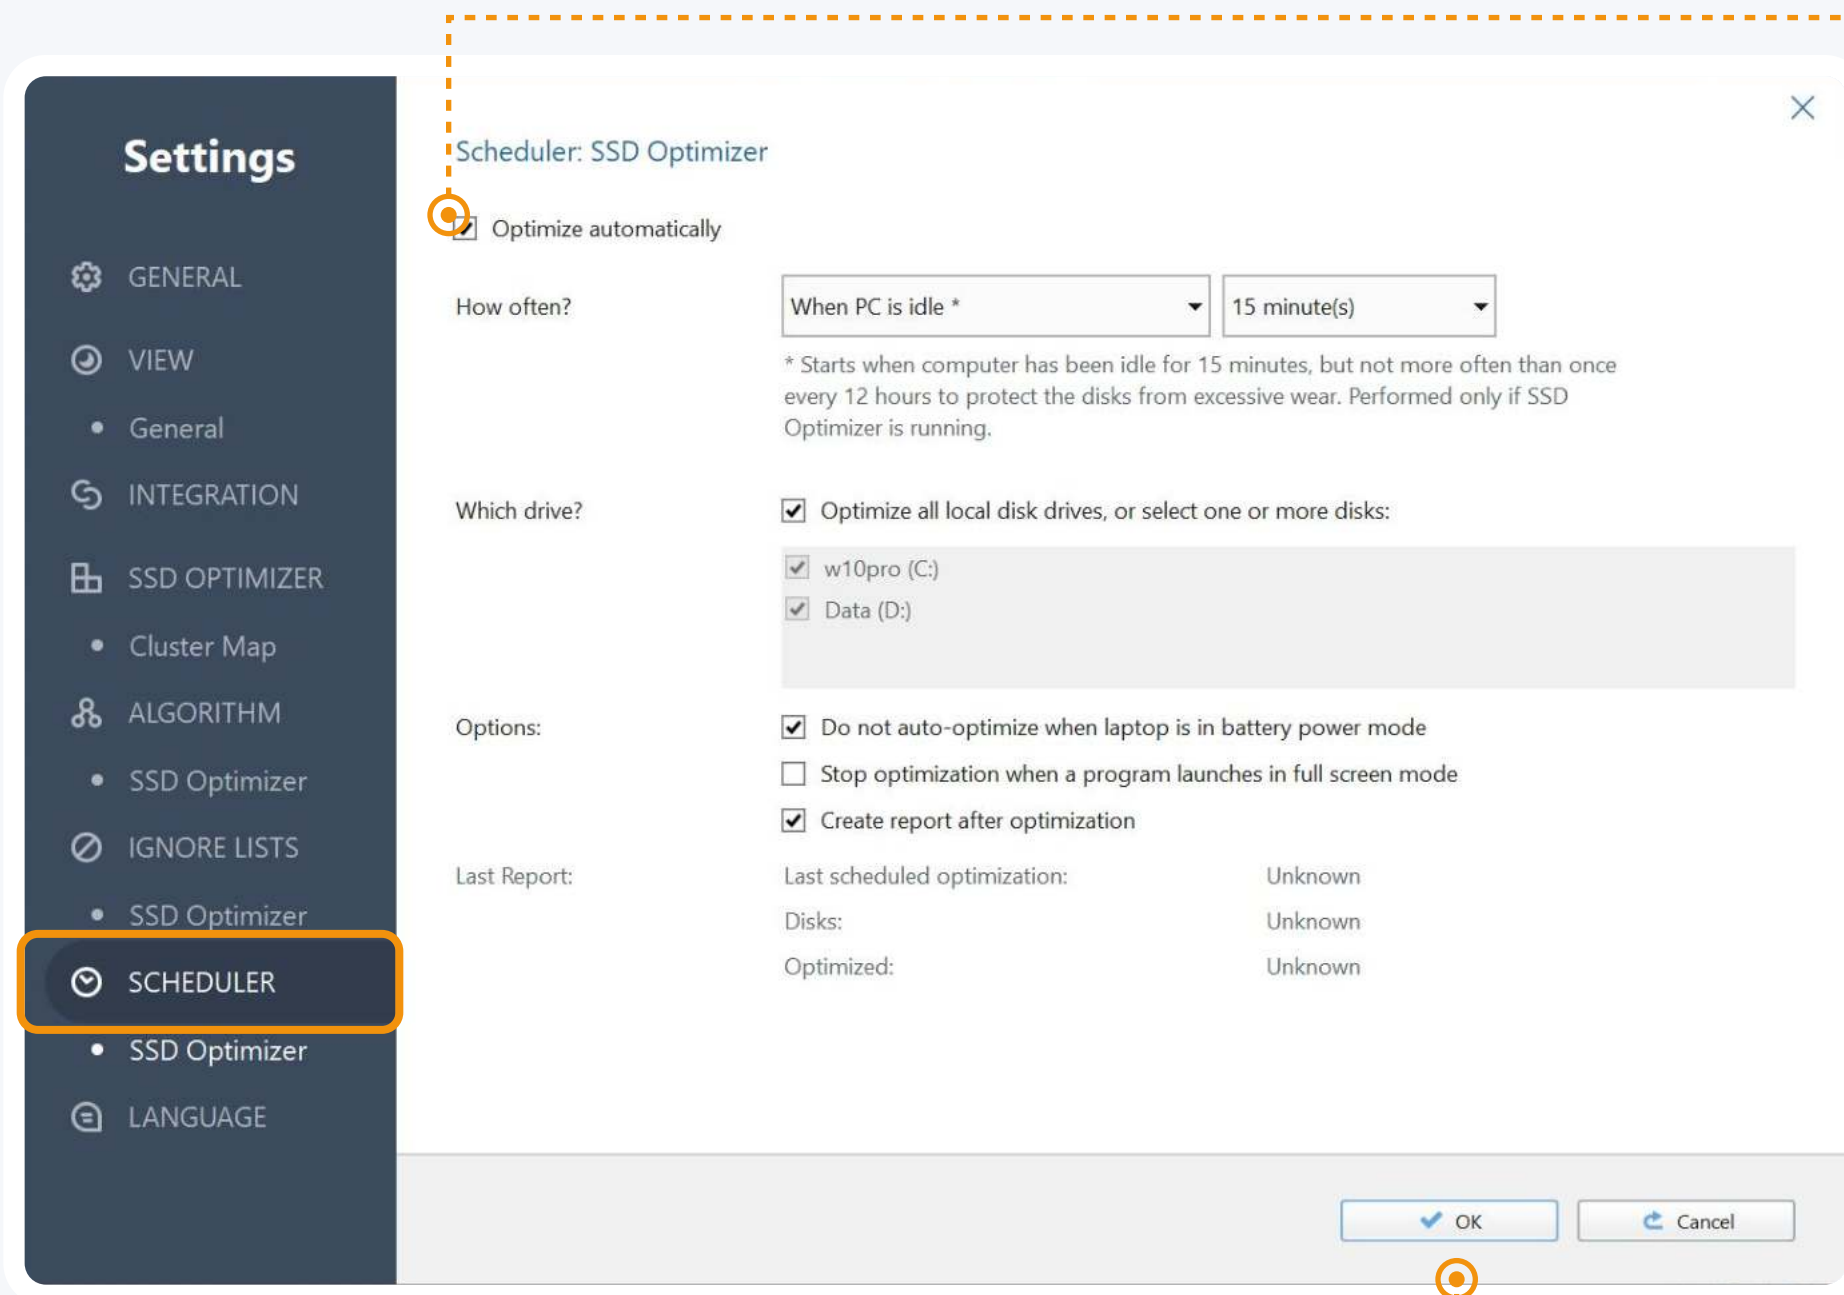 Settings
GENERAL
VIEW
General
INTEGRATION
SSD OPTIMIZER
Cluster Map
ALGORITHM
SSD Optimizer
IGNORE LISTS
SSD Optimizer
SCHEDULER
SSD Optimizer
LANGUAGE
Scheduler: SSD Optimizer
Optimize automatically
How often?
When PC is idle *
15 minute(s)
* Starts when computer has been idle for 15 minutes, but not more often than once
every 12 hours to protect the disks from excessive wear. Performed only if SSD
Optimizer is running.
Which drive?
Optimize all local disk drives, or select one or more disks:
w10pro (C:)
Data (D:)
Options:
Do not auto-optimize when laptop is in battery power mode
Stop optimization when a program launches in full screen mode
Create report after optimization
Last Report:
Last scheduled optimization: Unknown
Disks: Unknown
Optimized: Unknown
OK
Cancel